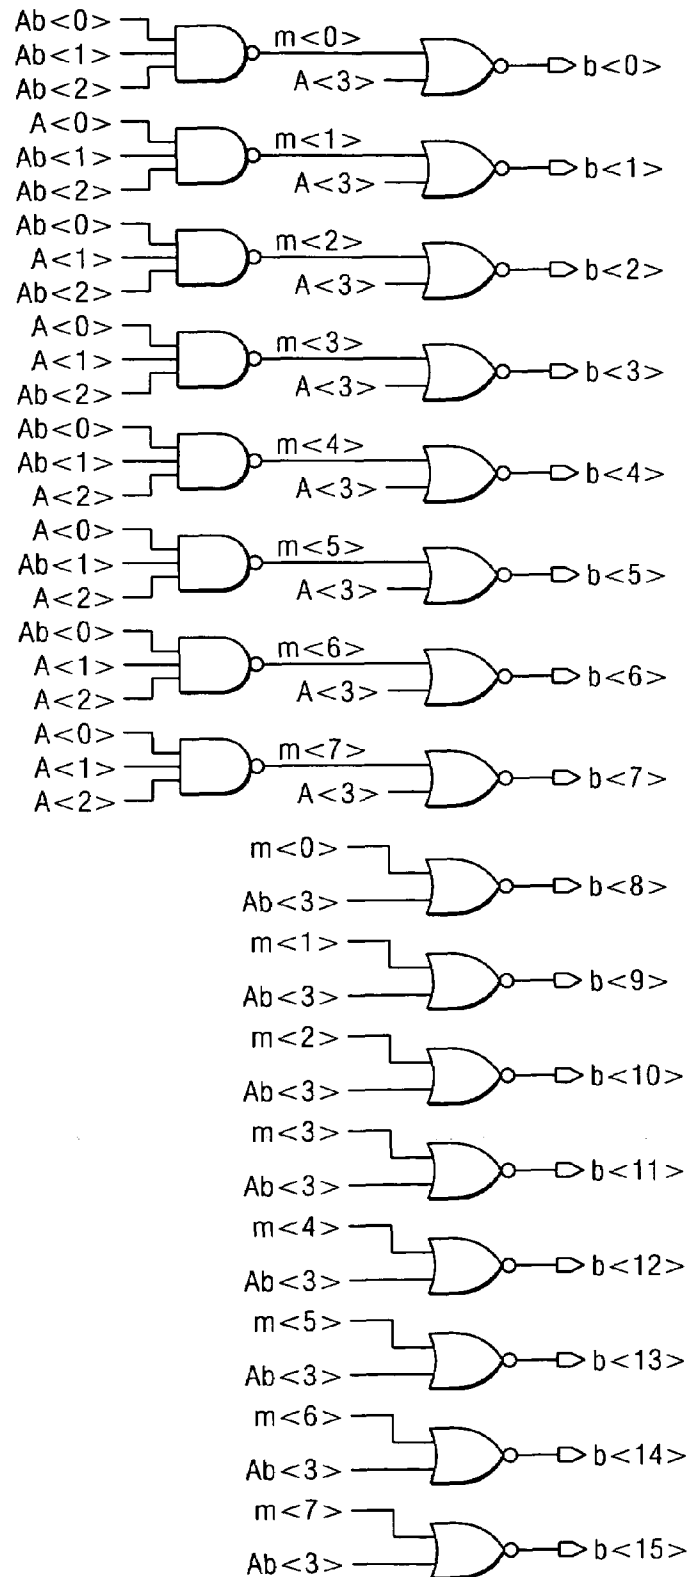 Ab<0>
Ab<1> m<0> b<0>
Ab<2> A<3>
A<0>
Ab<1> m<1> b<1>
Ab<2> A<3>
Ab<0>
A<1> m<2> b<2>
Ab<2> A<3>
A<0>
A<1> m<3> b<3>
Ab<2> A<3>
Ab<0>
Ab<1> m<4> b<4>
A<2> A<3>
A<0>
Ab<1> m<5> b<5>
A<2> A<3>
Ab<0>
A<1> m<6> b<6>
A<2> A<3>
A<0>
A<1> m<7> b<7>
A<2> A<3>
m<0>
b<8>
Ab<3>
m<1>
b<9>
Ab<3>
m<2>
b<10>
Ab<3>
m<3>
b<11>
Ab<3>
m<4>
b<12>
Ab<3>
m<5>
b<13>
Ab<3>
m<6>
b<14>
Ab<3>
m<7>
b<15>
Ab<3>